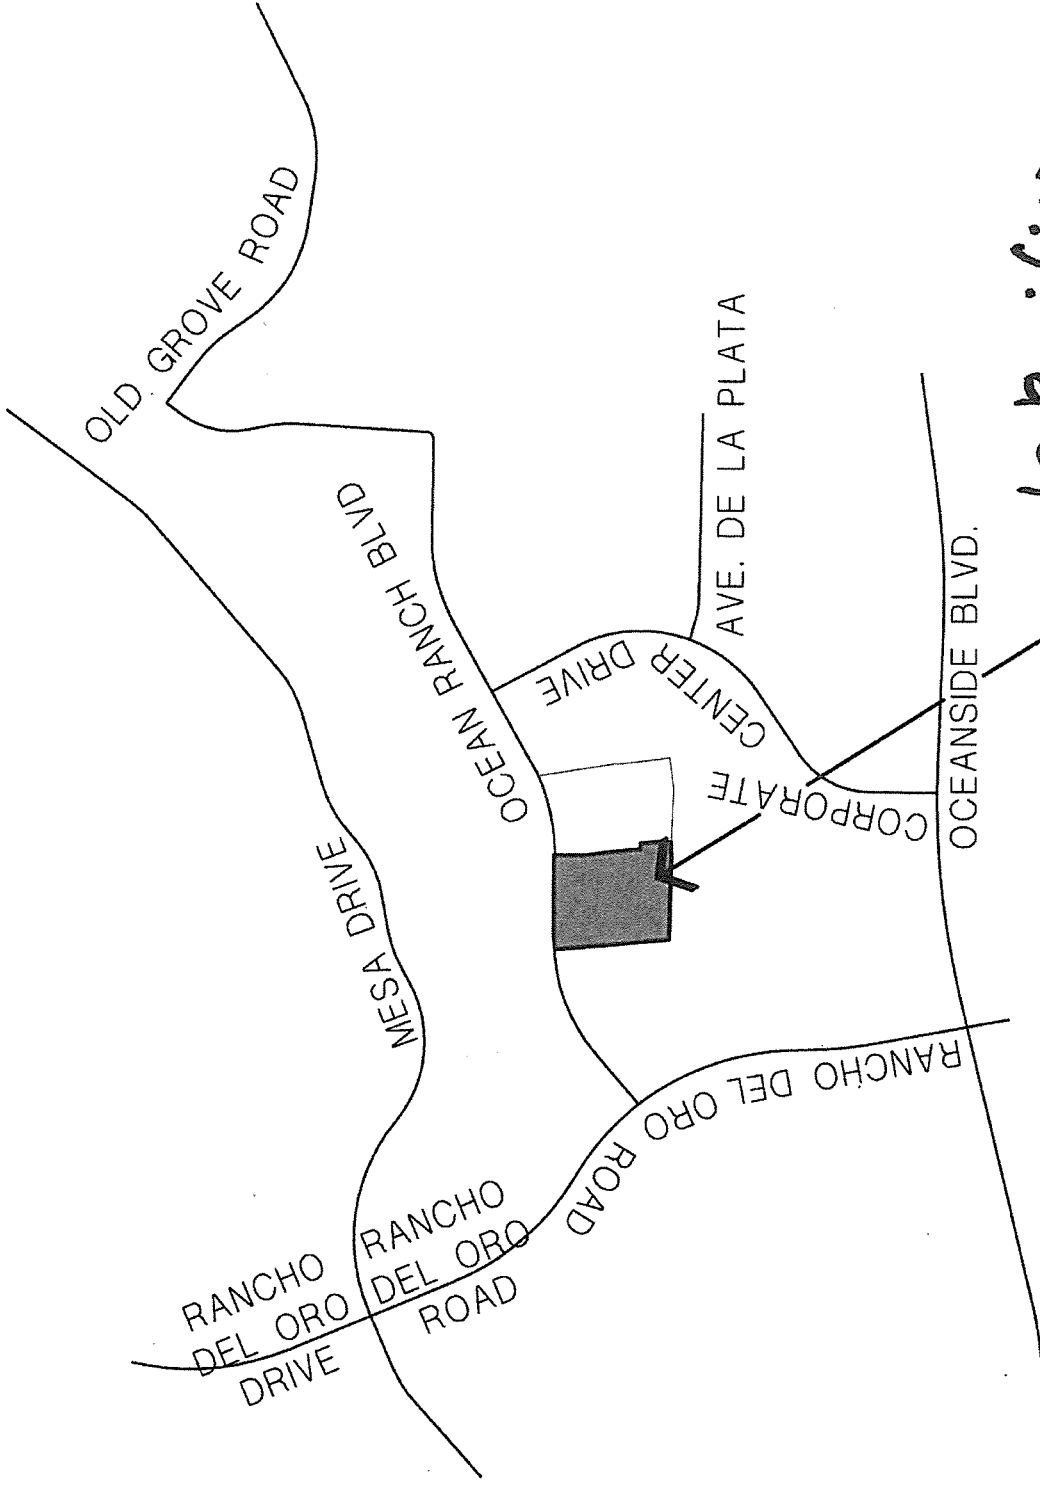 OLD GROVE ROAD
OCEAN RANCH BLVD
MESA DRIVE
AVE. DE LA PLATA
CORPORATE CENTER DRIVE
OCEANSIDE BLVD.
RANCHO
DEL ORO
DRIVE
RANCHO
DEL ORO
ROAD
RANCHO DEL ORO ROAD